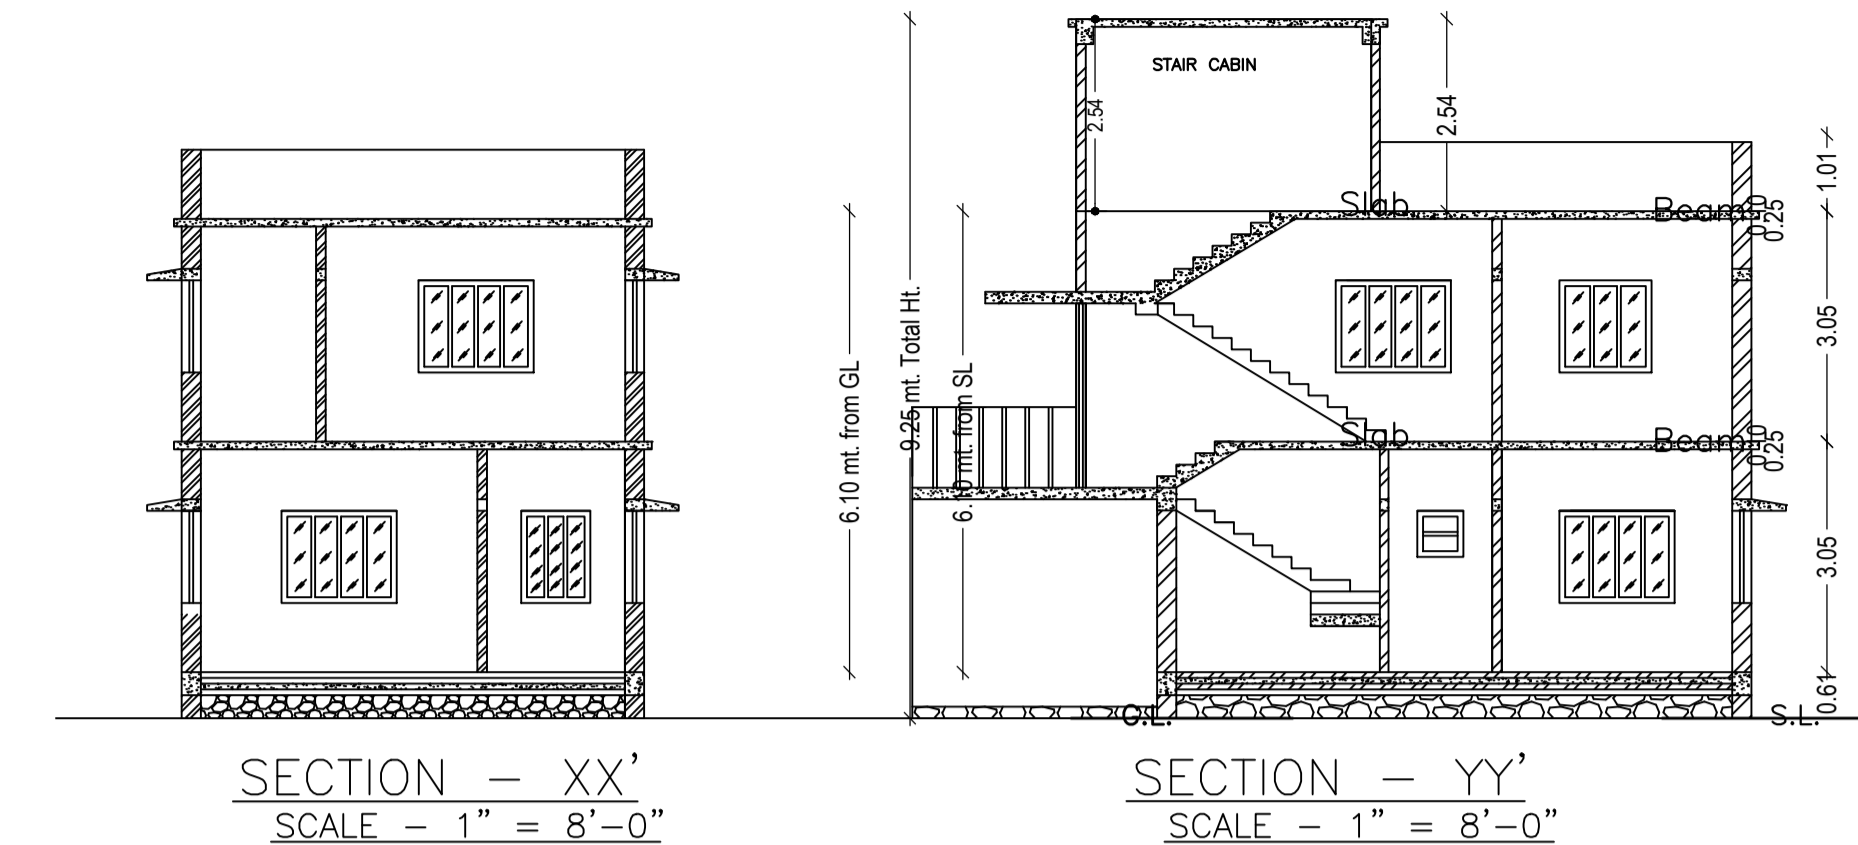 STAIR CABIN
2.54
2.54
1.01
Slab
Beam
0.10
0.25
9.25 mt. Total Ht.
6.10 mt. from GL
6.10 mt. from SL
3.05
Slab
Beam
0.10
0.25
3.05
0.61
G.L.
S.L.
SECTION - XX'
SCALE - 1" = 8'-0"
SECTION - YY'
SCALE - 1" = 8'-0"